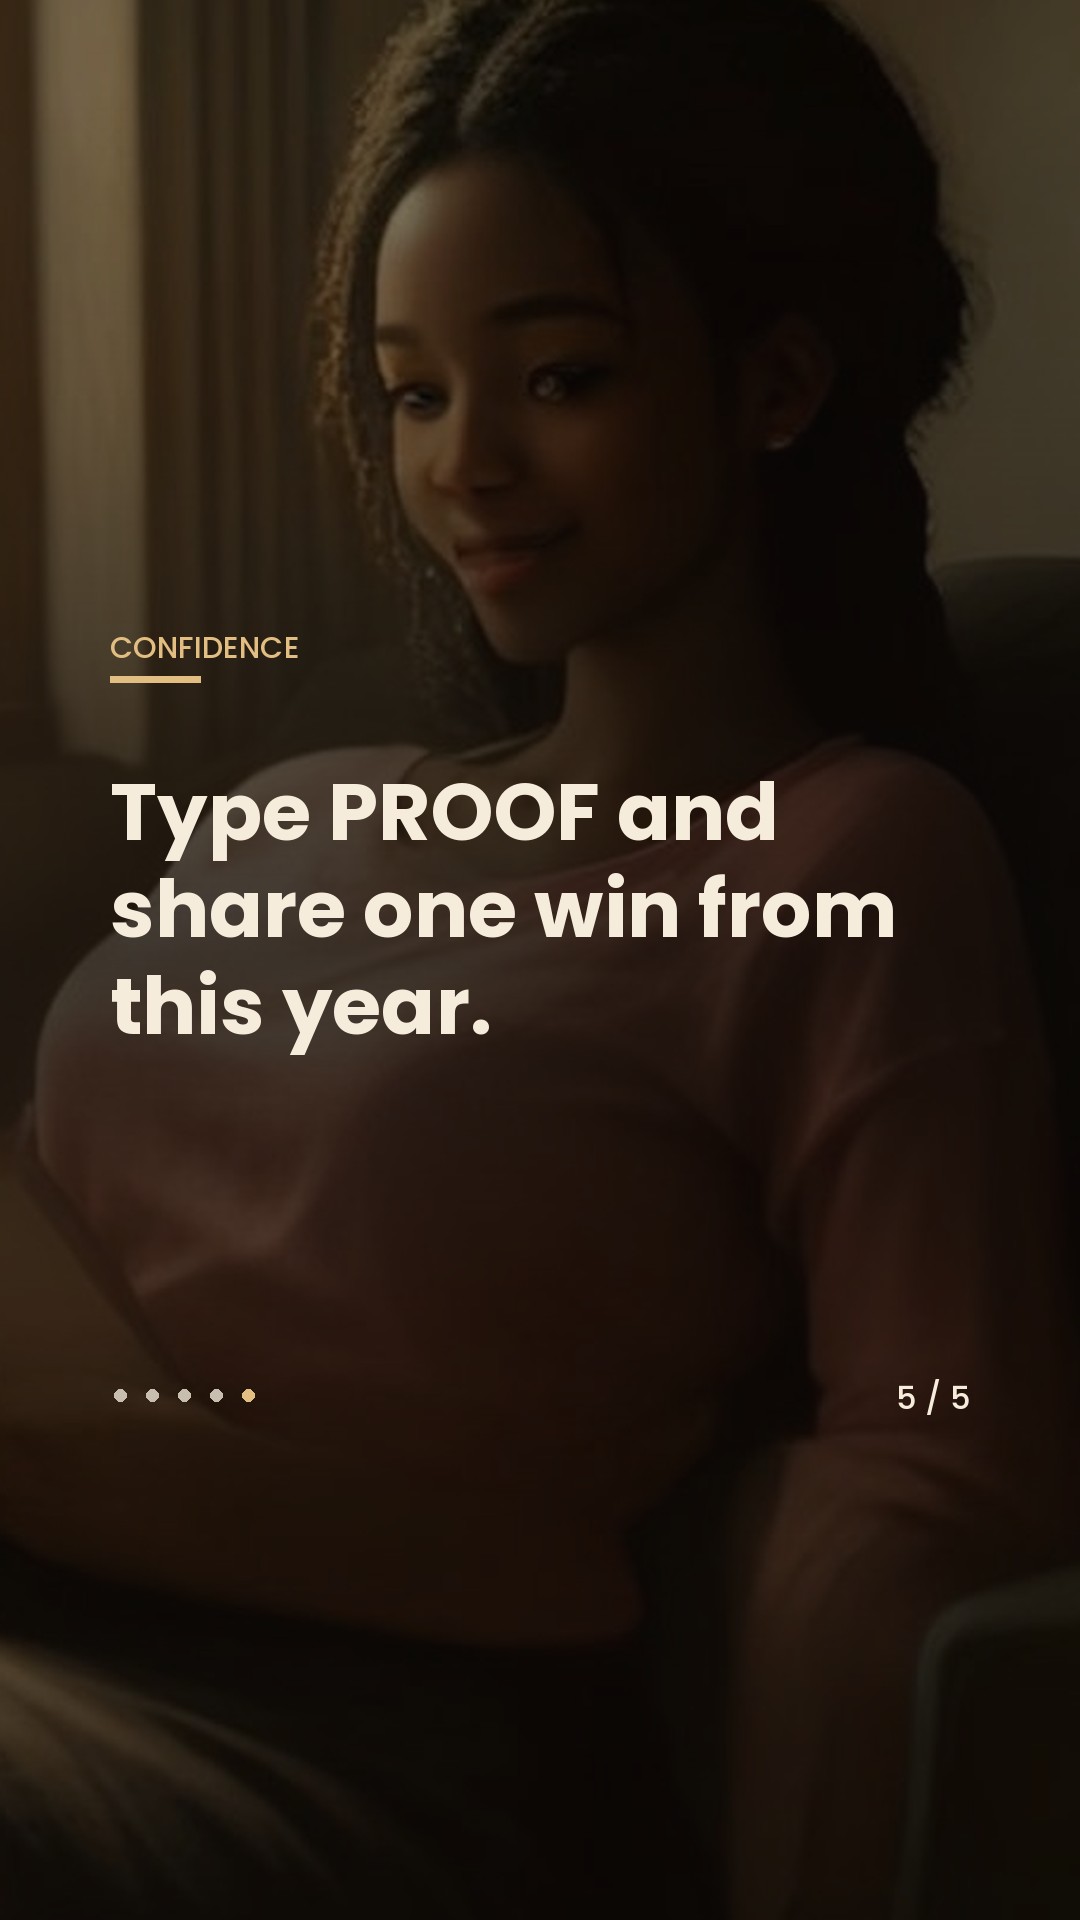 CONFIDENCE
Type PROOF and
share one win from
this year.
5 / 5